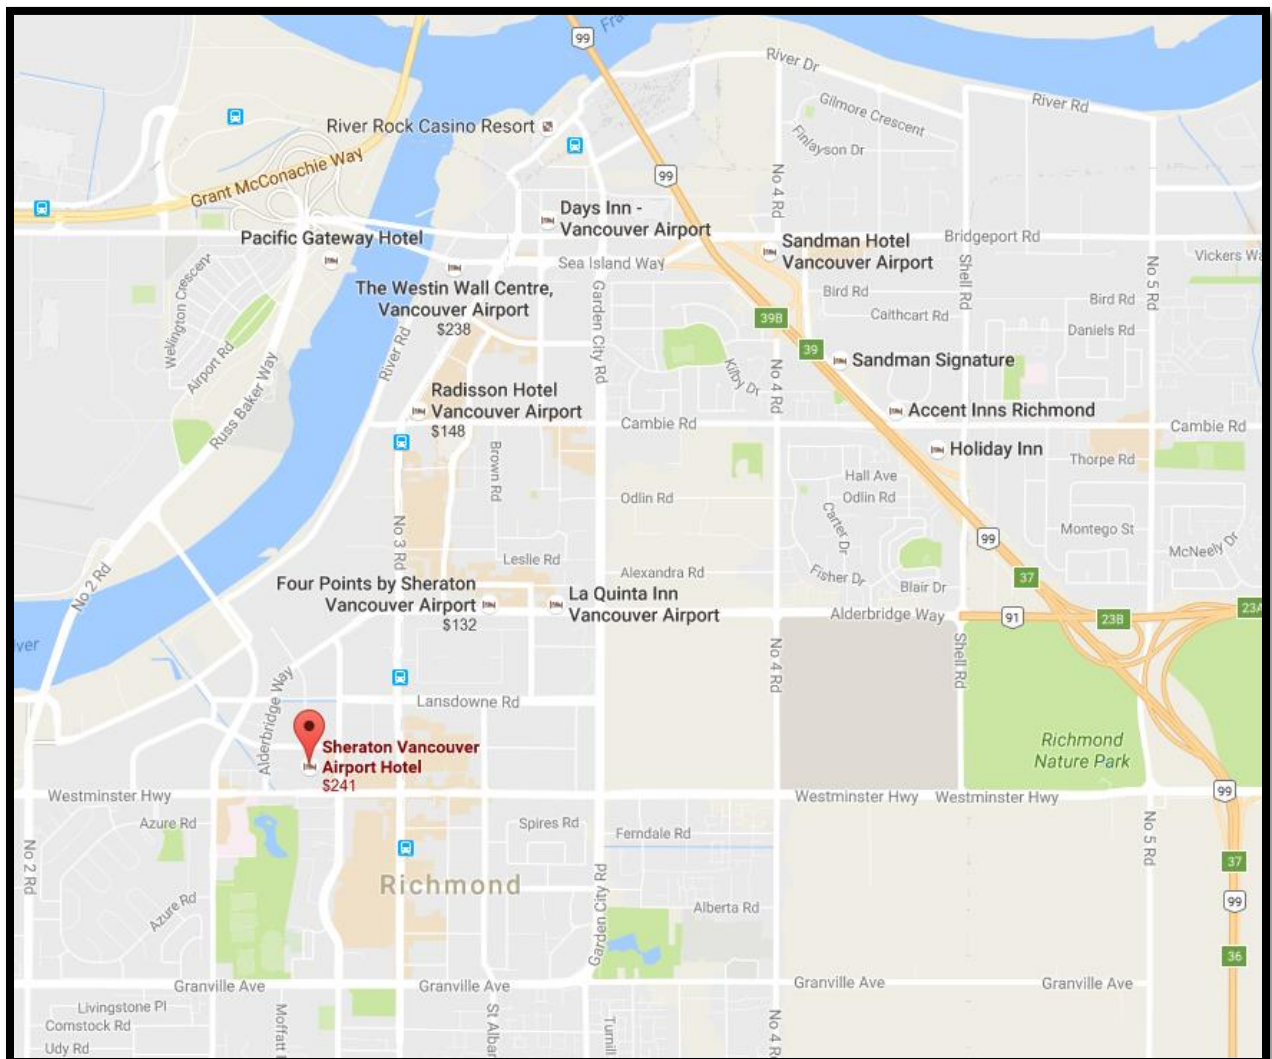 99
Fra
River Dr
Gilmore Crescent
River Rd
River Rock Casino Resort
Finlayson Dr
Grant McConachie Way
99
No 4 Rd
Days Inn -
Vancouver Airport
Pacific Gateway Hotel
Sandman Hotel
Vancouver Airport
Bridgeport Rd
Vickers Wa
Sea Island Way
Shell Rd
No 5 Rd
Wellington Crescent
The Westin Wall Centre,
Vancouver Airport
$238
Garden City Rd
Bird Rd
Bird Rd
Caithcart Rd
39B
Daniels Rd
River Rd
Airport Rd
39
Sandman Signature
Kilby Dr
No 4 Rd
Russ Baker Way
Radisson Hotel
Vancouver Airport
$148
Accent Inns Richmond
Cambie Rd
Cambie Rd
Holiday Inn
Thorpe Rd
Brown Rd
Hall Ave
Odlin Rd
Odlin Rd
Carter Dr
No 3 Rd
Montego St
99
McNeely Dr
Leslie Rd
Alexandra Rd
Fisher Dr
Blair Dr
37
No 2 Rd
Four Points by Sheraton
Vancouver Airport
$132
La Quinta Inn
Vancouver Airport
Alderbridge Way
91
23B
23A
ver
Shell Rd
No 4 Rd
Alderbridge Way
Lansdowne Rd
Sheraton Vancouver
Airport Hotel
$241
Richmond
Nature Park
Westminster Hwy
Westminster Hwy
Westminster Hwy
99
Azure Rd
Spires Rd
Ferndale Rd
No 5 Rd
No 2 Rd
37
Richmond
Garden City Rd
Azure Rd
Alberta Rd
99
36
Granville Ave
Granville Ave
Granville Ave
Granville Ave
Livingstone Pl
Comstock Rd
Udy Rd
Moffatt
St Alban
Turnill
No 4 R